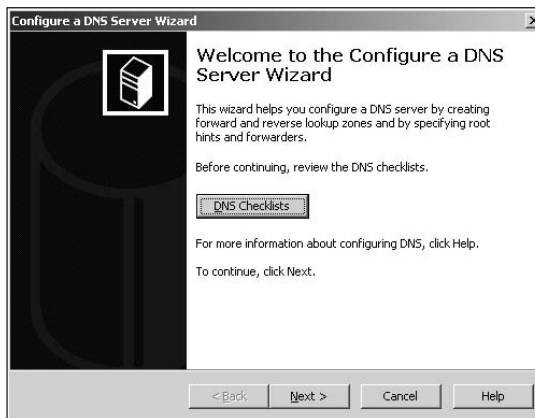 Configure a DNS Server Wizard
Welcome to the Configure a DNS
Server Wizard
This wizard helps you configure a DNS server by creating
forward and reverse lookup zones and by specifying root
hints and forwarders.
Before continuing, review the DNS checklists.
DNS Checklists
For more information about configuring DNS, click Help.
To continue, click Next.
< Back Next > Cancel Help